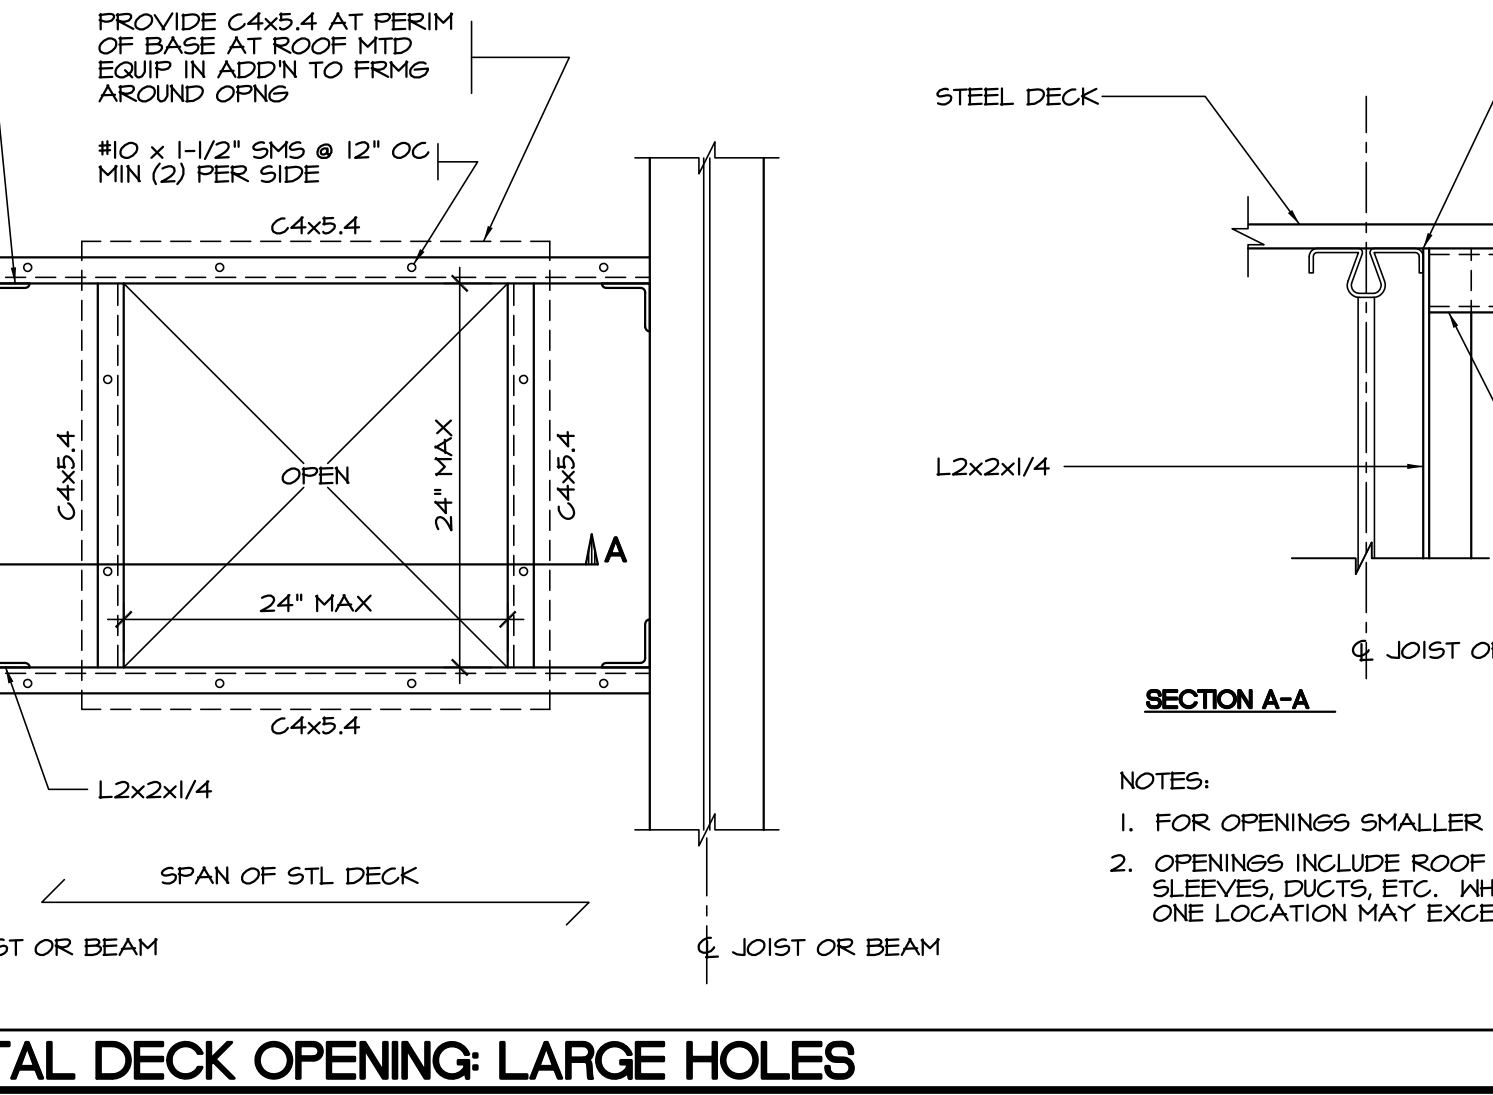 PROVIDE C4x5.4 AT PERIM
OF BASE AT ROOF MTD
EQUIP IN ADD'N TO FRMG
AROUND OPNG
#10 x 1-1/2" SMS @ 12" OC
MIN (2) PER SIDE
C4x5.4
C4x5.4
OPEN
24" MAX
C4x5.4
A
24" MAX
C4x5.4
L2x2x1/4
SPAN OF STL DECK
OR BEAM
℄ JOIST OR BEAM
STEEL DECK
L2x2x1/4
℄ JOIST
SECTION A-A
NOTES:
1. FOR OPENINGS SMALLER
2. OPENINGS INCLUDE ROOF
SLEEVES, DUCTS, ETC.
ONE LOCATION MAY
DECK OPENING: LARGE HOLES